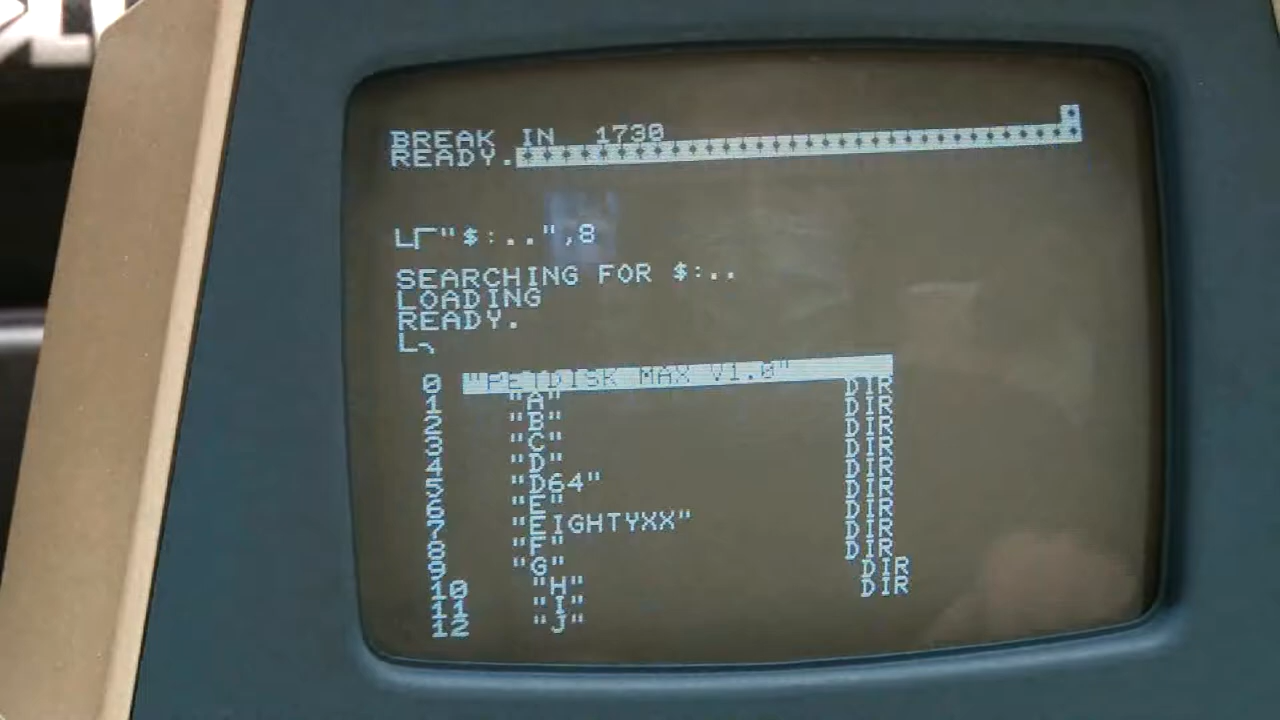 BREAK IN 1730
READY.
"$:..",8
SEARCHING FOR $:..
LOADING
READY.
0 "PETDISK MAX V1.0" DIR
1 "A" DIR
2 "B" DIR
3 "C" DIR
4 "D" DIR
5 "D64" DIR
6 "E" DIR
7 "EIGHTYXX" DIR
8 "F" DIR
9 "G" DIR
10 "H" DIR
11 "I"
12 "J"